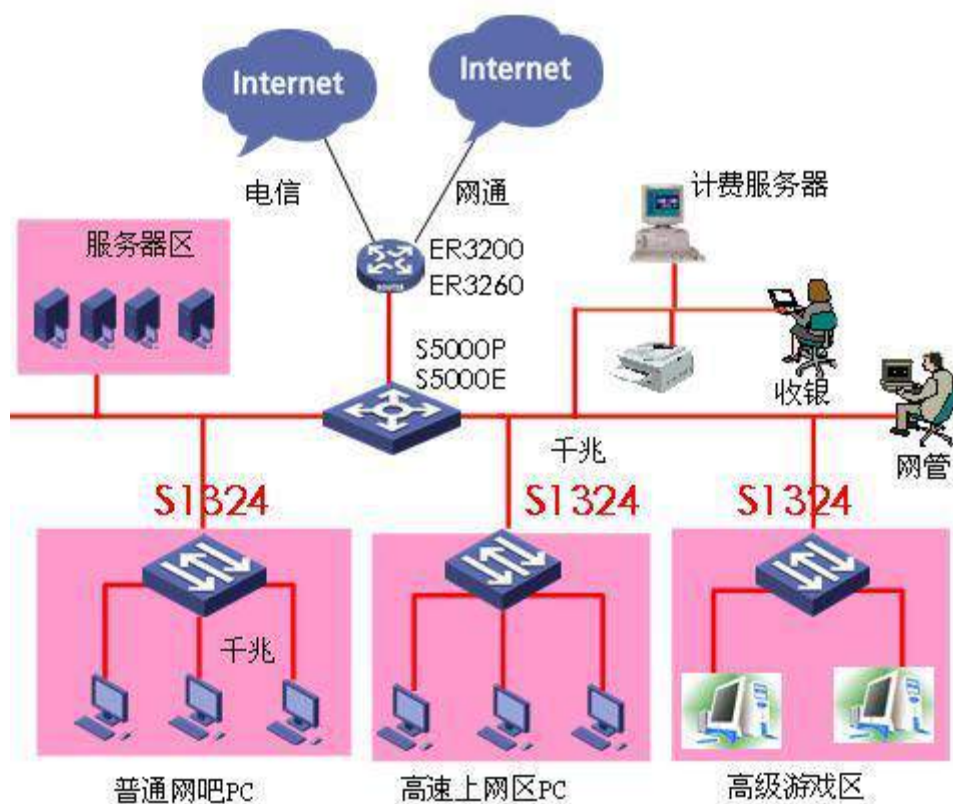 Internet
Internet
电信
网通
计费服务器
服务器区
ER3200
ER3260
ROUTER
S5000P
S5000E
收银
千兆
网管
S1324
S1324
S1324
千兆
普通网吧PC
高速上网区PC
高级游戏区